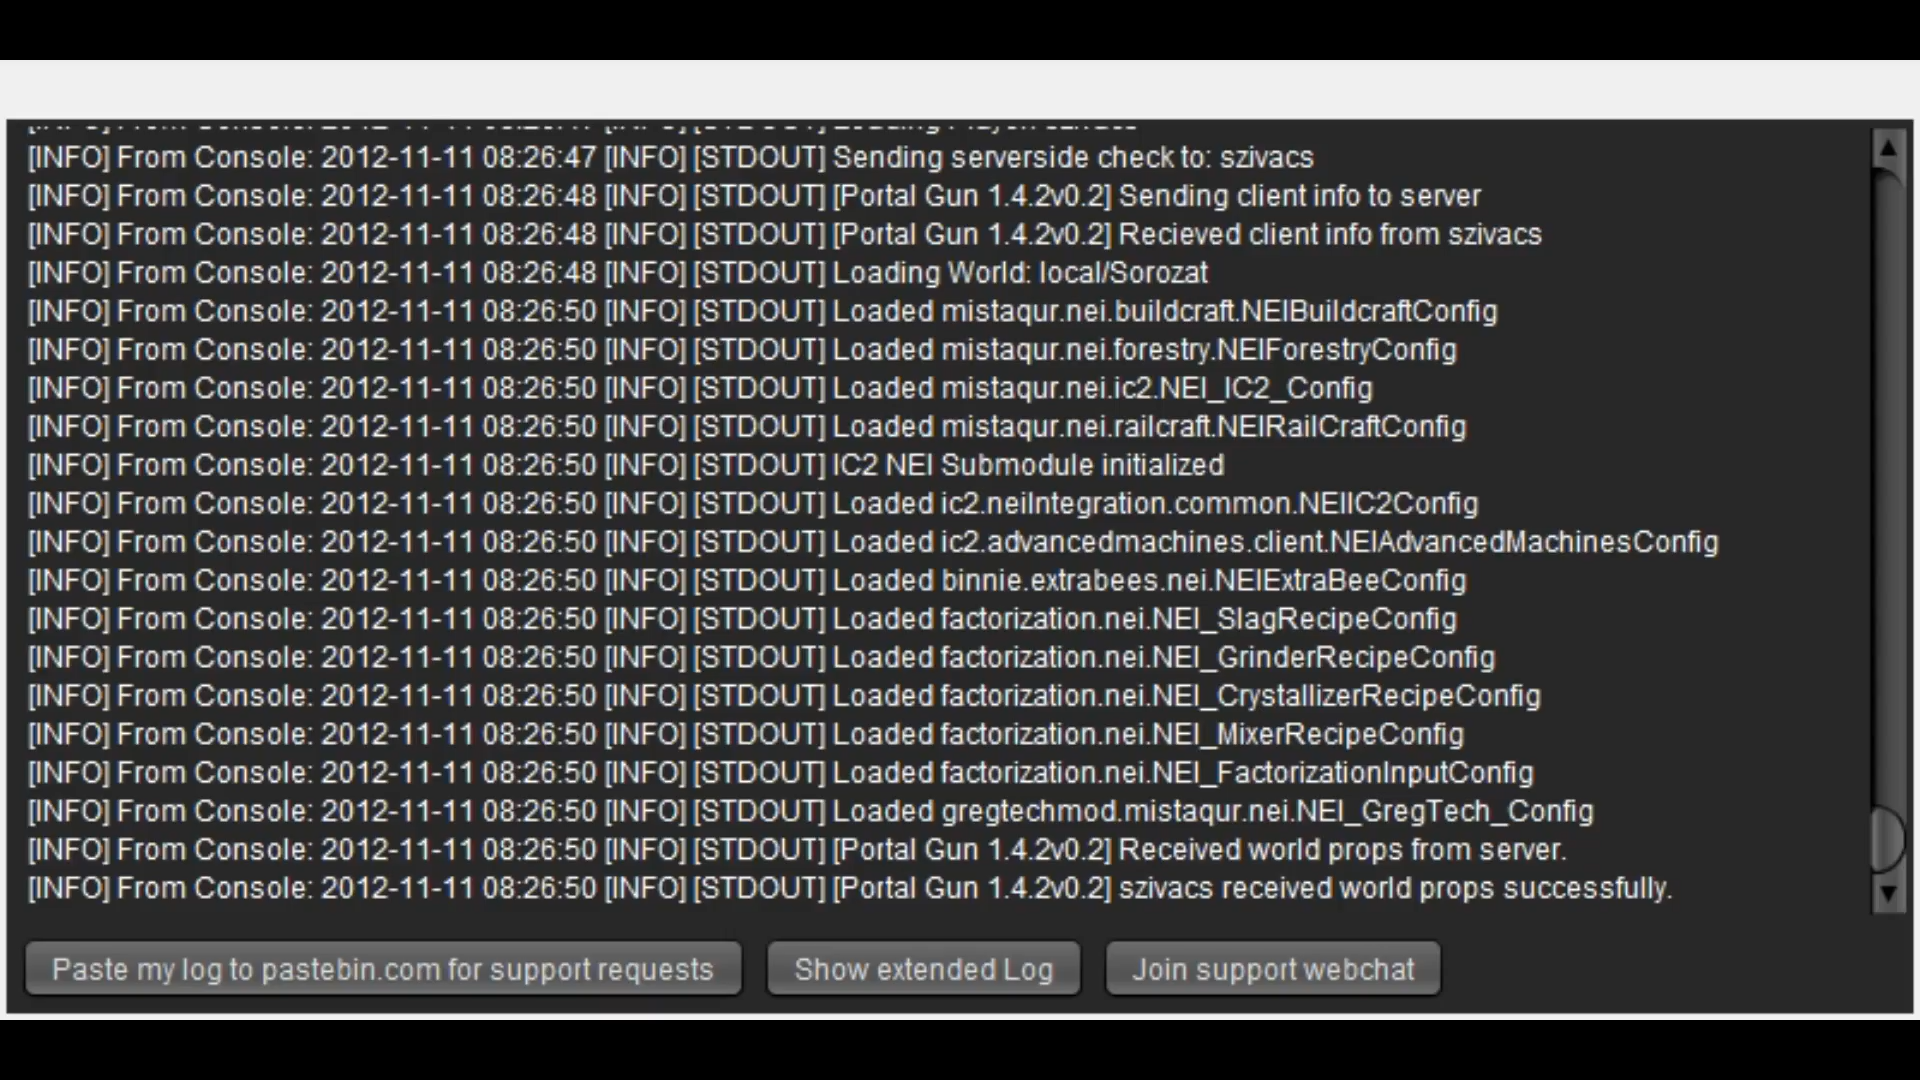 [INFO] From Console: 2012-11-11 08:26:47 [INFO] [STDOUT] Loading Player: szivacs
[INFO] From Console: 2012-11-11 08:26:47 [INFO] [STDOUT] Sending serverside check to: szivacs
[INFO] From Console: 2012-11-11 08:26:48 [INFO] [STDOUT] [Portal Gun 1.4.2v0.2] Sending client info to server
[INFO] From Console: 2012-11-11 08:26:48 [INFO] [STDOUT] [Portal Gun 1.4.2v0.2] Recieved client info from szivacs
[INFO] From Console: 2012-11-11 08:26:48 [INFO] [STDOUT] Loading World: local/Sorozat
[INFO] From Console: 2012-11-11 08:26:50 [INFO] [STDOUT] Loaded mistaqur.nei.buildcraft.NEIBuildcraftConfig
[INFO] From Console: 2012-11-11 08:26:50 [INFO] [STDOUT] Loaded mistaqur.nei.forestry.NEIForestryConfig
[INFO] From Console: 2012-11-11 08:26:50 [INFO] [STDOUT] Loaded mistaqur.nei.ic2.NEI_IC2_Config
[INFO] From Console: 2012-11-11 08:26:50 [INFO] [STDOUT] Loaded mistaqur.nei.railcraft.NEIRailCraftConfig
[INFO] From Console: 2012-11-11 08:26:50 [INFO] [STDOUT] IC2 NEI Submodule initialized
[INFO] From Console: 2012-11-11 08:26:50 [INFO] [STDOUT] Loaded ic2.neiIntegration.common.NEIIC2Config
[INFO] From Console: 2012-11-11 08:26:50 [INFO] [STDOUT] Loaded ic2.advancedmachines.client.NEIAdvancedMachinesConfig
[INFO] From Console: 2012-11-11 08:26:50 [INFO] [STDOUT] Loaded binnie.extrabees.nei.NEIExtraBeeConfig
[INFO] From Console: 2012-11-11 08:26:50 [INFO] [STDOUT] Loaded factorization.nei.NEI_SlagRecipeConfig
[INFO] From Console: 2012-11-11 08:26:50 [INFO] [STDOUT] Loaded factorization.nei.NEI_GrinderRecipeConfig
[INFO] From Console: 2012-11-11 08:26:50 [INFO] [STDOUT] Loaded factorization.nei.NEI_CrystallizerRecipeConfig
[INFO] From Console: 2012-11-11 08:26:50 [INFO] [STDOUT] Loaded factorization.nei.NEI_MixerRecipeConfig
[INFO] From Console: 2012-11-11 08:26:50 [INFO] [STDOUT] Loaded factorization.nei.NEI_FactorizationInputConfig
[INFO] From Console: 2012-11-11 08:26:50 [INFO] [STDOUT] Loaded gregtechmod.mistaqur.nei.NEI_GregTech_Config
[INFO] From Console: 2012-11-11 08:26:50 [INFO] [STDOUT] [Portal Gun 1.4.2v0.2] Received world props from server.
[INFO] From Console: 2012-11-11 08:26:50 [INFO] [STDOUT] [Portal Gun 1.4.2v0.2] szivacs received world props successfully.
Paste my log to pastebin.com for support requests
Show extended Log
Join support webchat